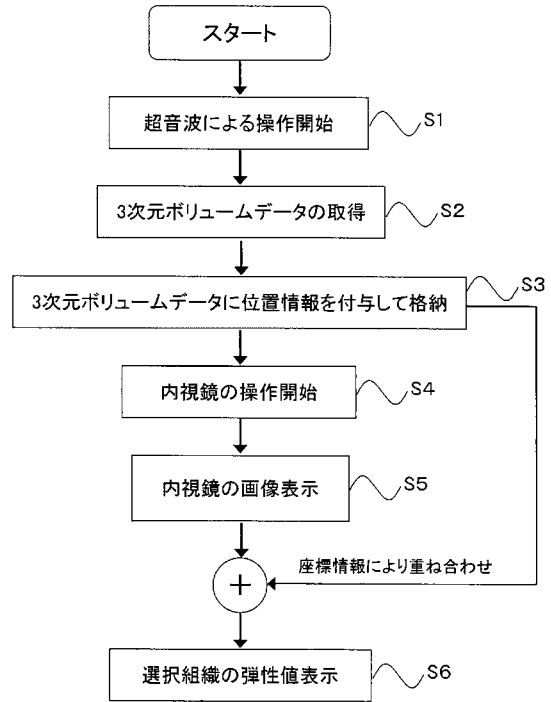 スタート
超音波による操作開始
S1
3次元ボリュームデータの取得
S2
3次元ボリュームデータに位置情報を付与して格納
S3
内視鏡の操作開始
S4
内視鏡の画像表示
S5
+
座標情報により重ね合わせ
選択組織の弾性値表示
S6